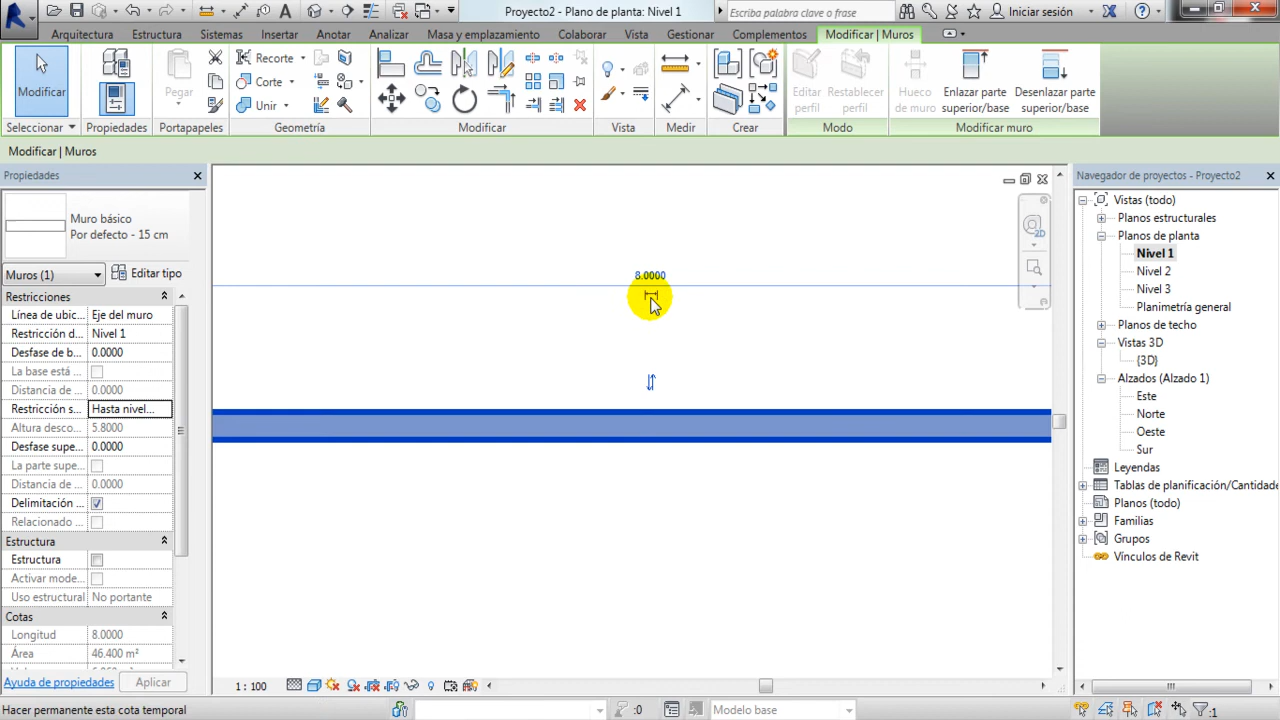 Proyecto2 - Plano de planta: Nivel 1
Escriba palabra clave o frase
Iniciar sesión
Arquitectura
Estructura
Sistemas
Insertar
Anotar
Analizar
Masa y emplazamiento
Colaborar
Vista
Gestionar
Complementos
Modificar | Muros
Modificar
Pegar
Recorte
Corte
Unir
Editar
perfil
Restablecer
perfil
Hueco
de muro
Enlazar parte
superior/base
Desenlazar parte
superior/base
Seleccionar
Propiedades
Portapapeles
Geometría
Modificar
Vista
Medir
Crear
Modo
Modificar muro
Modificar | Muros
Propiedades
Muro básico
Por defecto - 15 cm
Muros (1)
Editar tipo
Restricciones
Línea de ubic... Eje del muro
Restricción d... Nivel 1
Desfase de b... 0.0000
La base está ...
Distancia de ... 0.0000
Restricción s... Hasta nivel...
Altura desco... 5.8000
Desfase supe... 0.0000
La parte supe...
Distancia de ... 0.0000
Delimitación ...
Relacionado ...
Estructura
Estructura
Activar mode...
Uso estructural No portante
Cotas
Longitud 8.0000
Área 46.400 m²
Ayuda de propiedades
Aplicar
8.0000
2D
Navegador de proyectos - Proyecto2
Vistas (todo)
Planos estructurales
Planos de planta
Nivel 1
Nivel 2
Nivel 3
Planimetría general
Planos de techo
Vistas 3D
{3D}
Alzados (Alzado 1)
Este
Norte
Oeste
Sur
Leyendas
Tablas de planificación/Cantidade
Planos (todo)
Familias
Grupos
Vínculos de Revit
1 : 100
Hacer permanente esta cota temporal
:0
Modelo base
:1